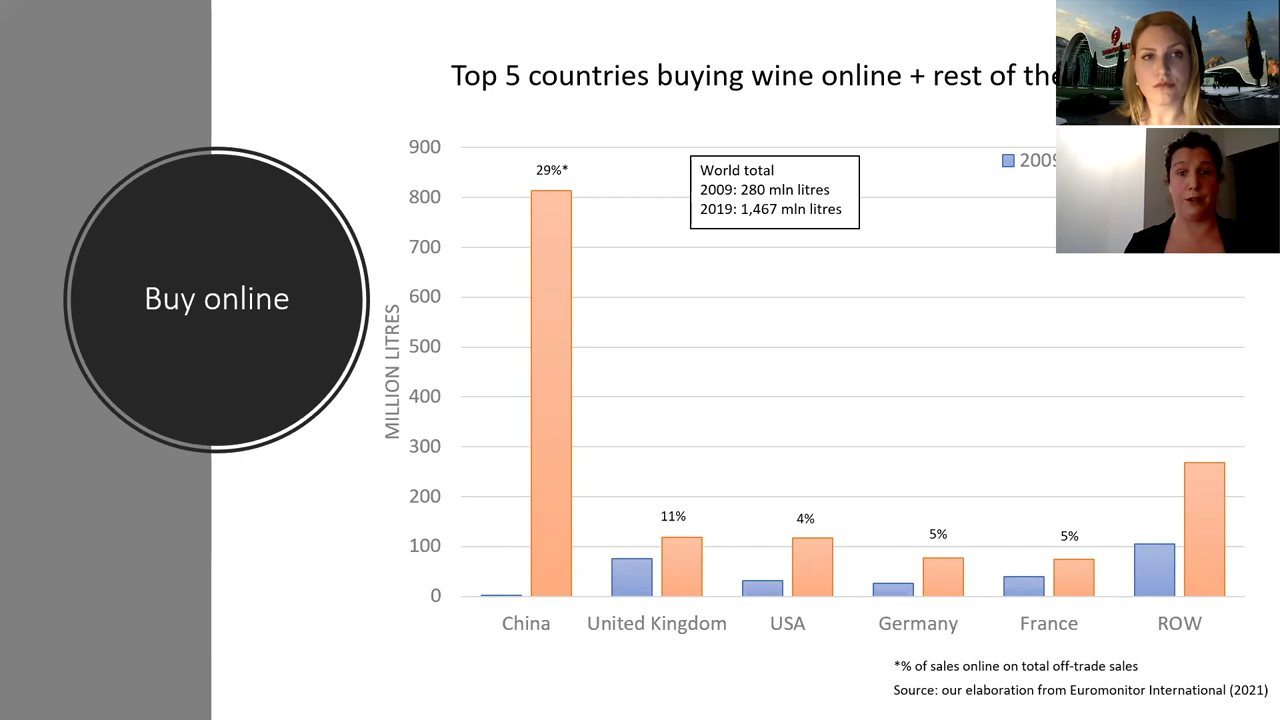 Top 5 countries buying wine online + rest of the
Buy online
MILLION LITRES
900
800
700
600
500
400
300
200
100
0
29%*
World total
2009: 280 mln litres
2019: 1,467 mln litres
2009
11%
4%
5%
5%
China
United Kingdom
USA
Germany
France
ROW
*% of sales online on total off-trade sales
Source: our elaboration from Euromonitor International (2021)